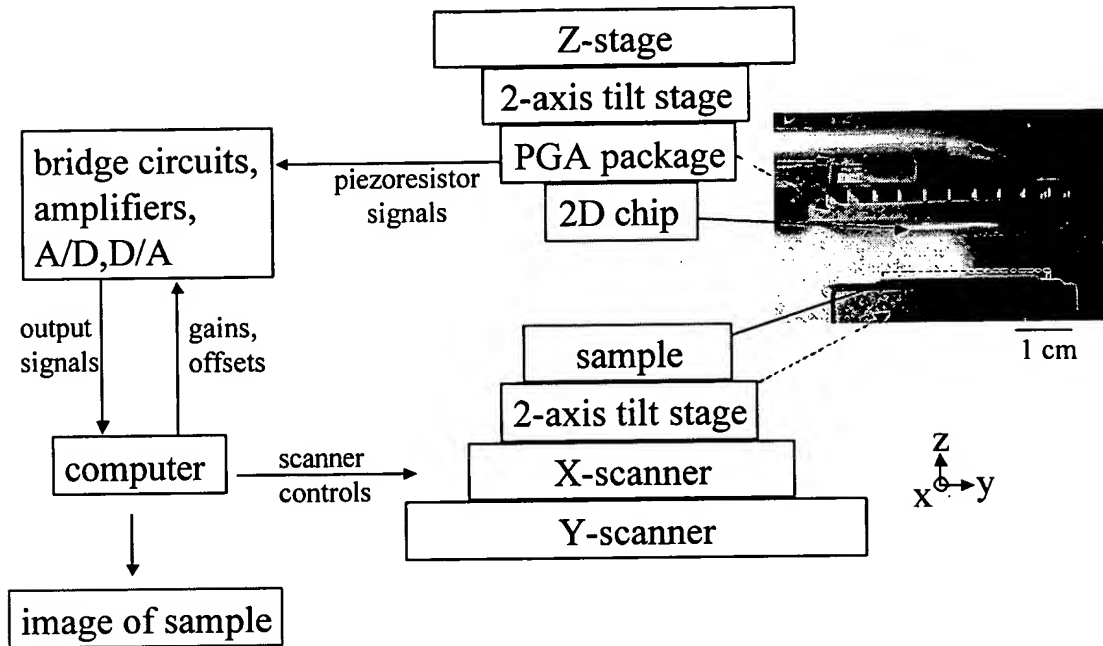 Z-stage
2-axis tilt stage
PGA package
2D chip
bridge circuits,
amplifiers,
A/D,D/A
piezoresistor
signals
output
signals
gains,
offsets
computer
scanner
controls
image of sample
sample
2-axis tilt stage
X-scanner
Y-scanner
1 cm
z
x
y